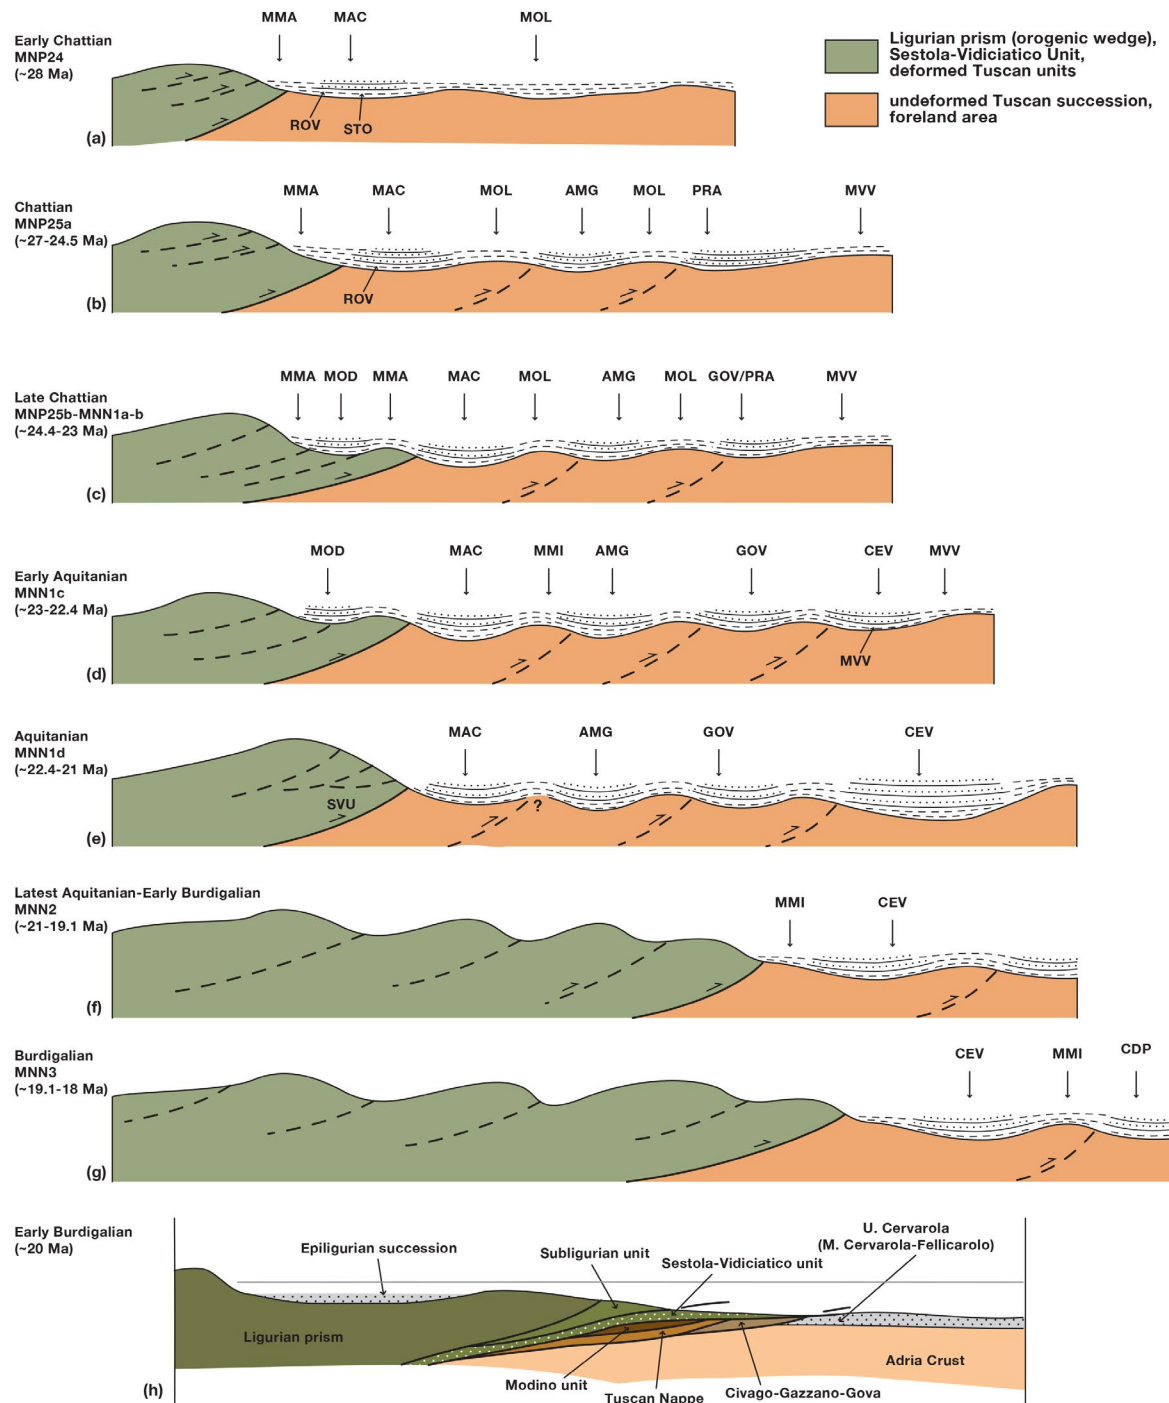 Ligurian prism (orogenic wedge),
Sestola-Vidiciatico Unit,
deformed Tuscan units
undeformed Tuscan succession,
foreland area
Early Chattian
MNP24
(~28 Ma)
MMA MAC MOL
ROV STO
(a)
Chattian
MNP25a
(~27-24.5 Ma)
MMA MAC MOL AMG MOL PRA MVV
ROV
(b)
Late Chattian
MNP25b-MNN1a-b
(~24.4-23 Ma)
MMA MOD MMA MAC MOL AMG MOL GOV/PRA MVV
(c)
Early Aquitanian
MNN1c
(~23-22.4 Ma)
MOD MAC MMI AMG GOV CEV MVV
MVV
(d)
Aquitanian
MNN1d
(~22.4-21 Ma)
MAC AMG GOV CEV
SVU ?
(e)
Latest Aquitanian-Early Burdigalian
MNN2
(~21-19.1 Ma)
MMI CEV
(f)
Burdigalian
MNN3
(~19.1-18 Ma)
CEV MMI CDP
(g)
Early Burdigalian
(~20 Ma)
Epiligurian succession
Subligurian unit
Sestola-Vidiciatico unit
U. Cervarola
(M. Cervarola-Fellicarolo)
Ligurian prism
Adria Crust
Modino unit
Tuscan Nappe
Civago-Gazzano-Gova
(h)